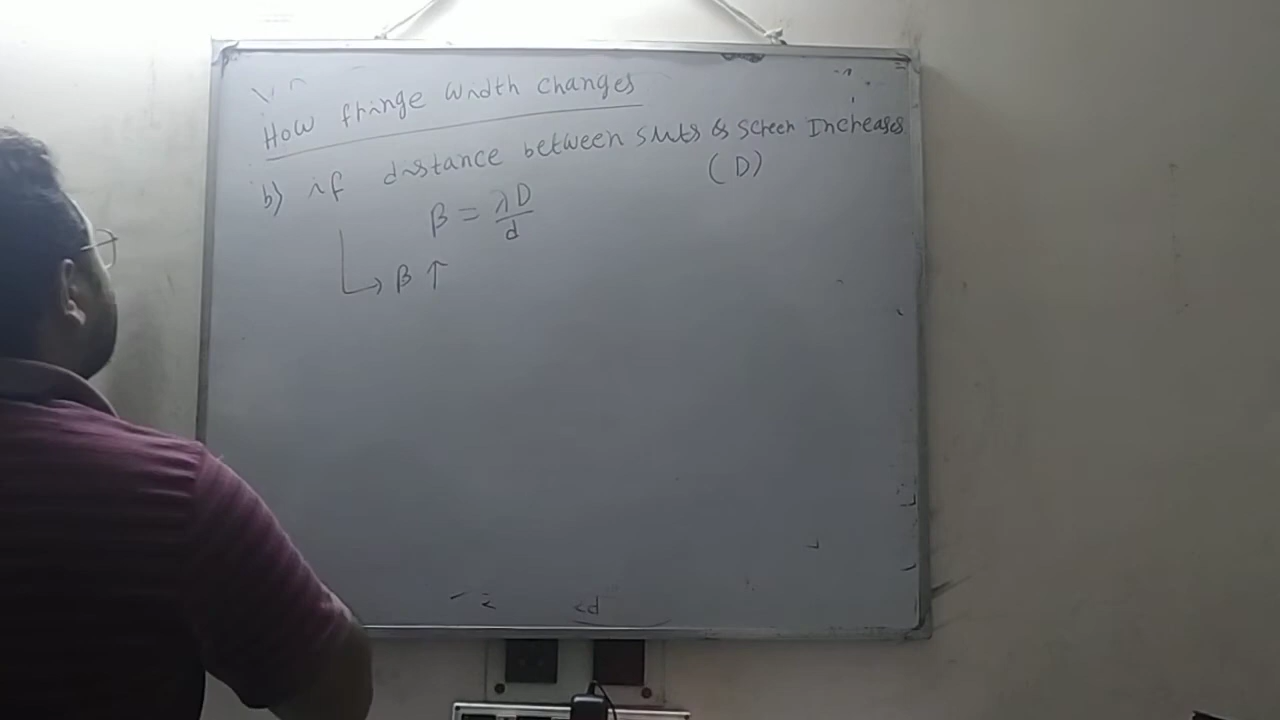 How fringe width changes
b) if distance between slits & screen Increases
(D)
β = λD/d
↳ β ↑
<d